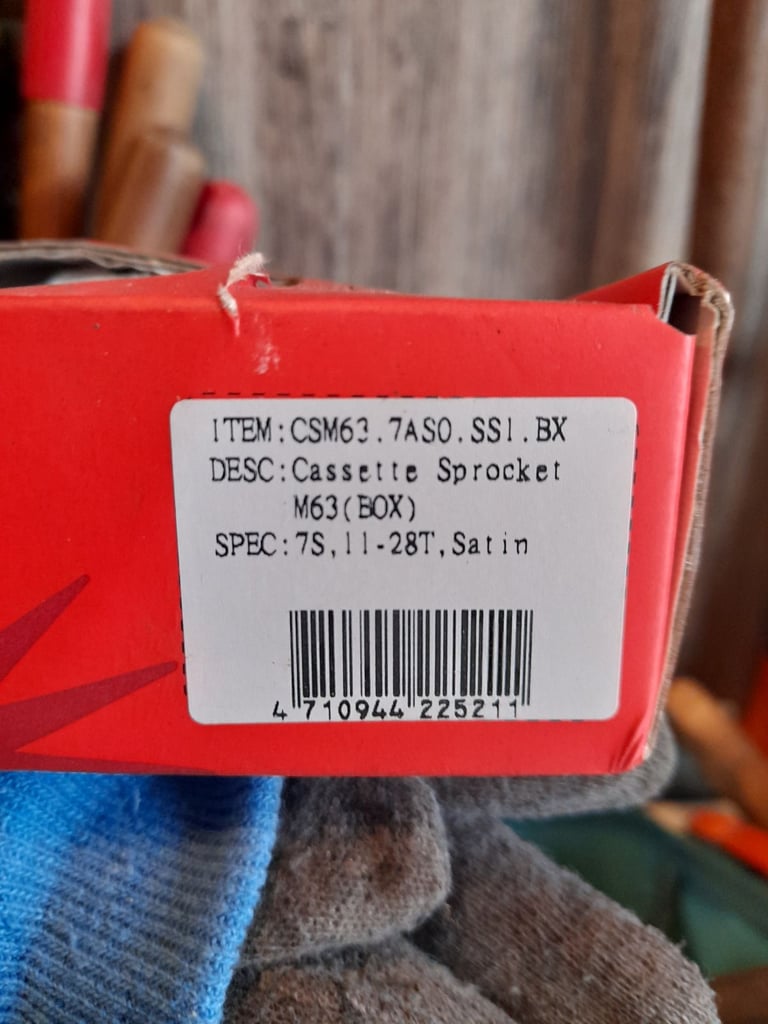 ITEM:CSM63.7AS0.SS1.BX
DESC:Cassette Sprocket
M63(BOX)
SPEC:7S,11-28T,Satin
4 710944 225211